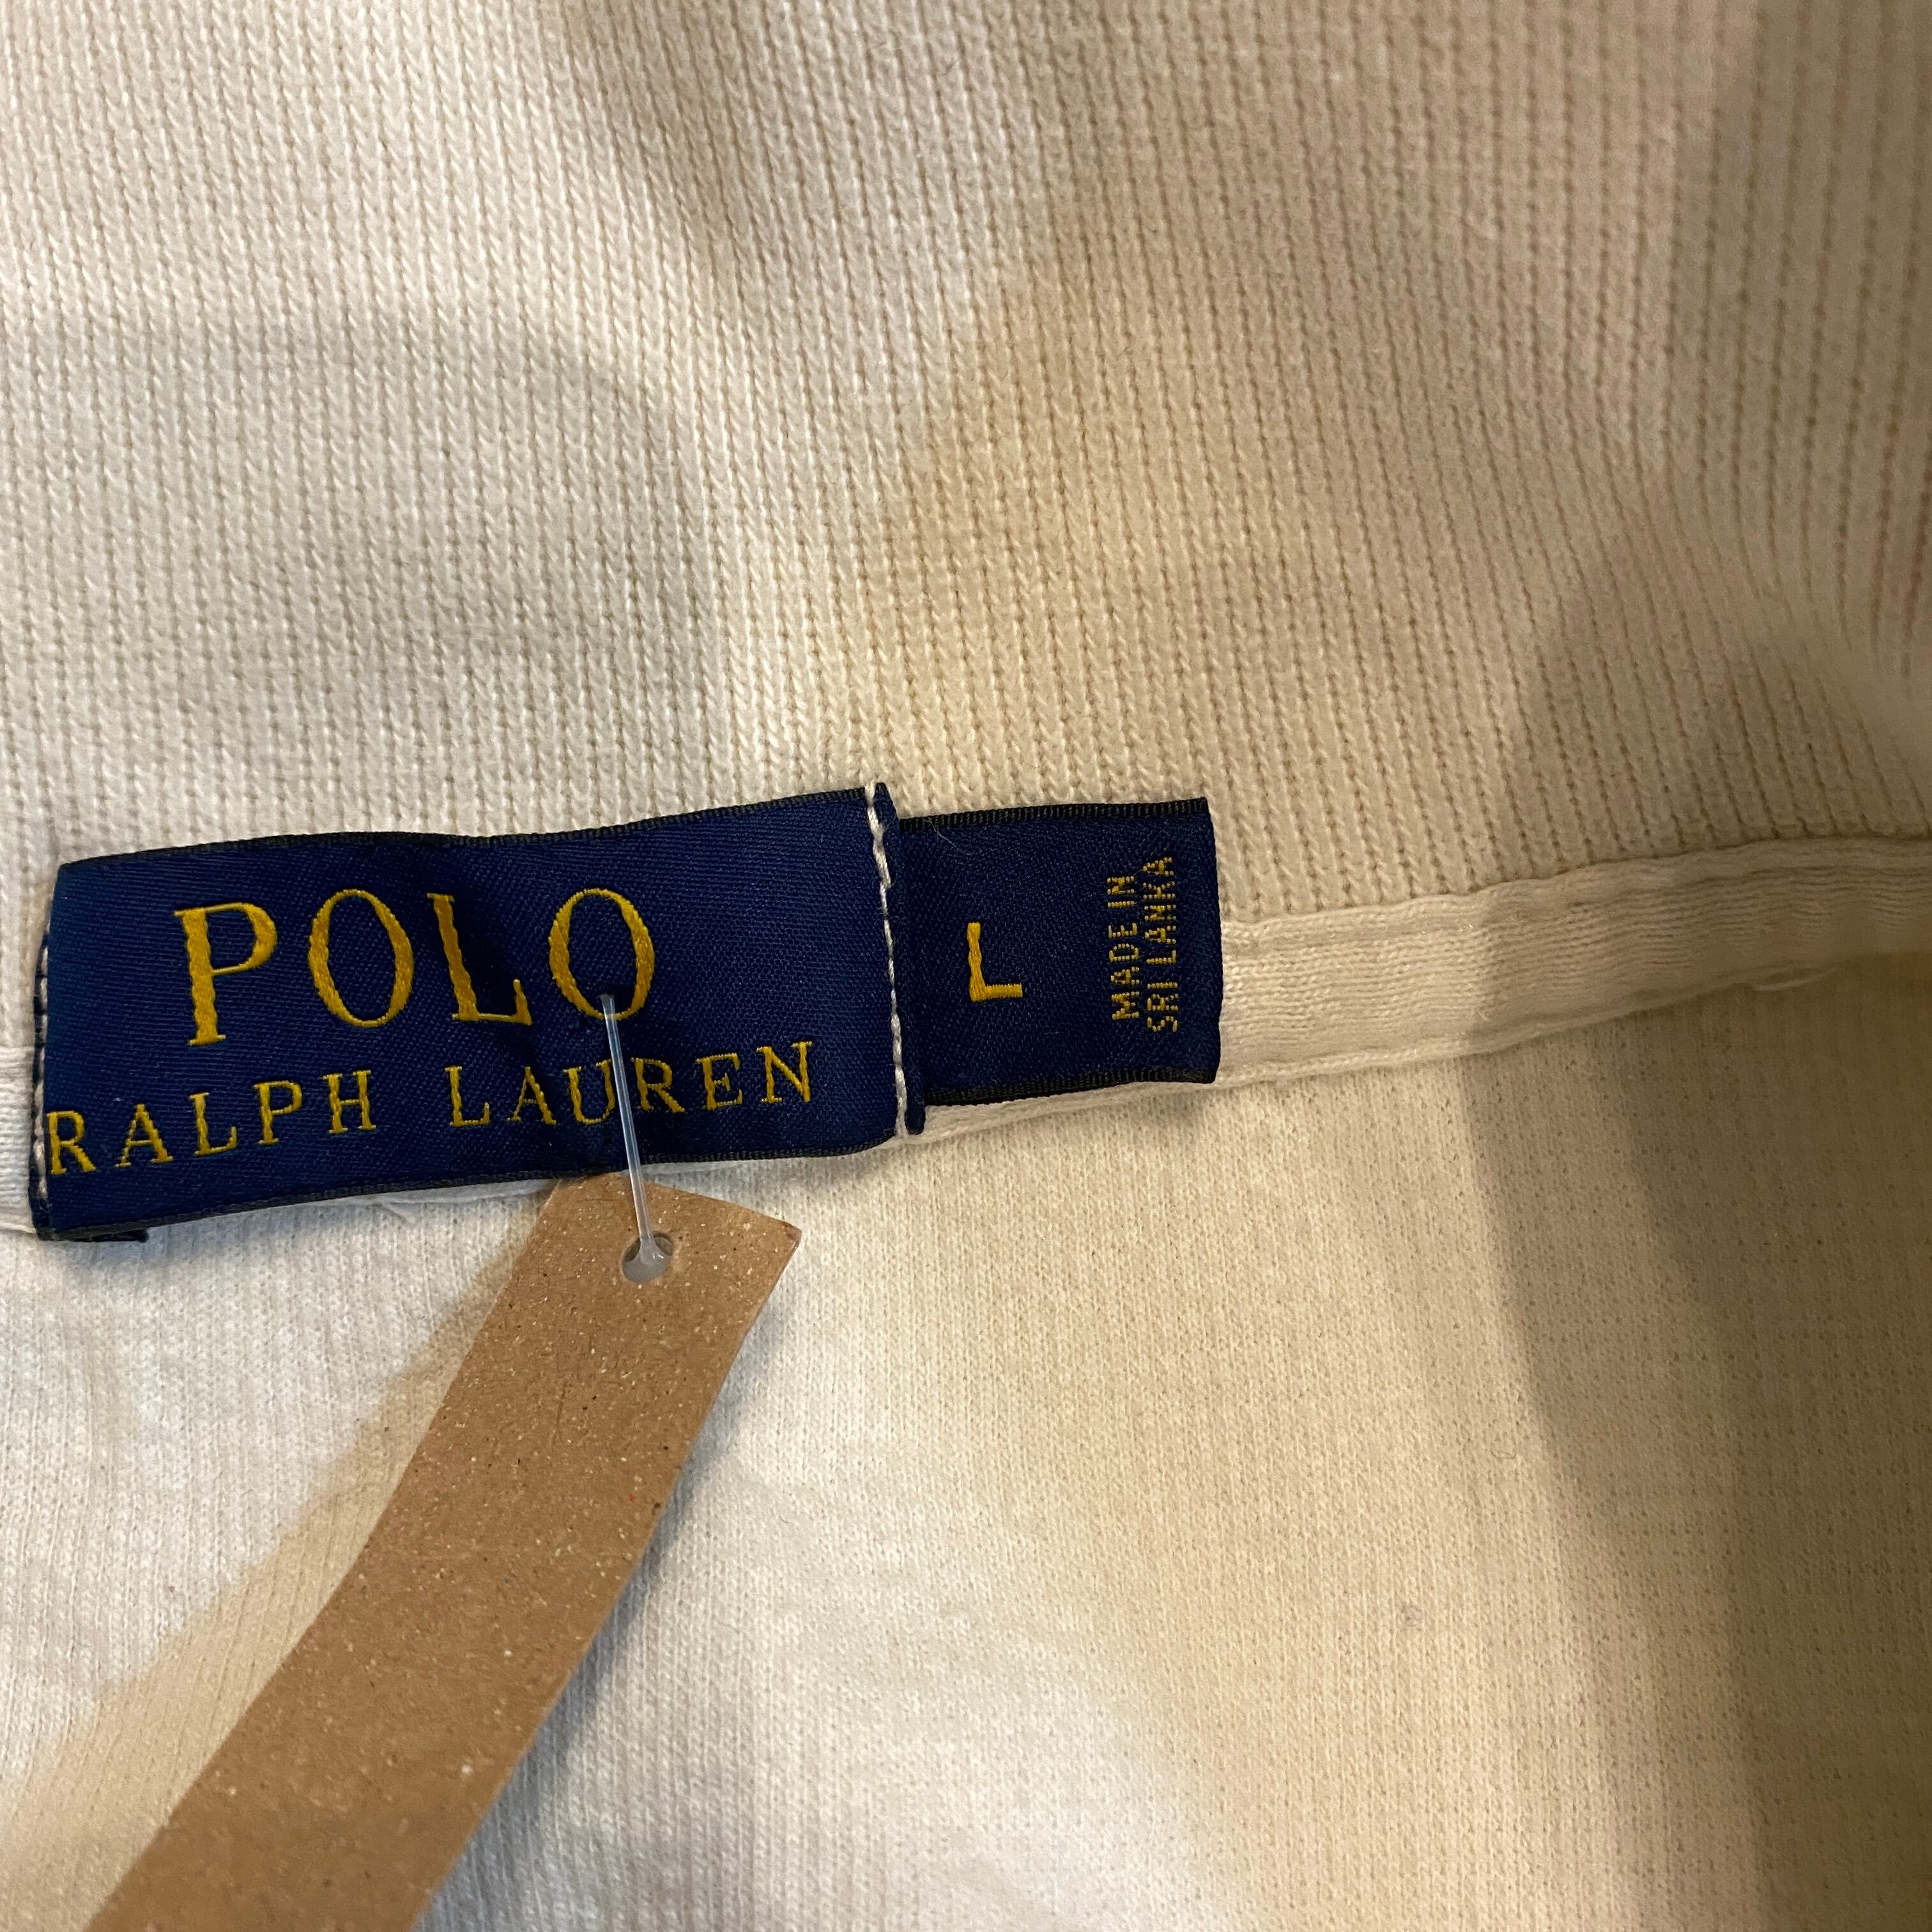 POLO
RALPH LAUREN
L
MADE IN
SRI LANKA